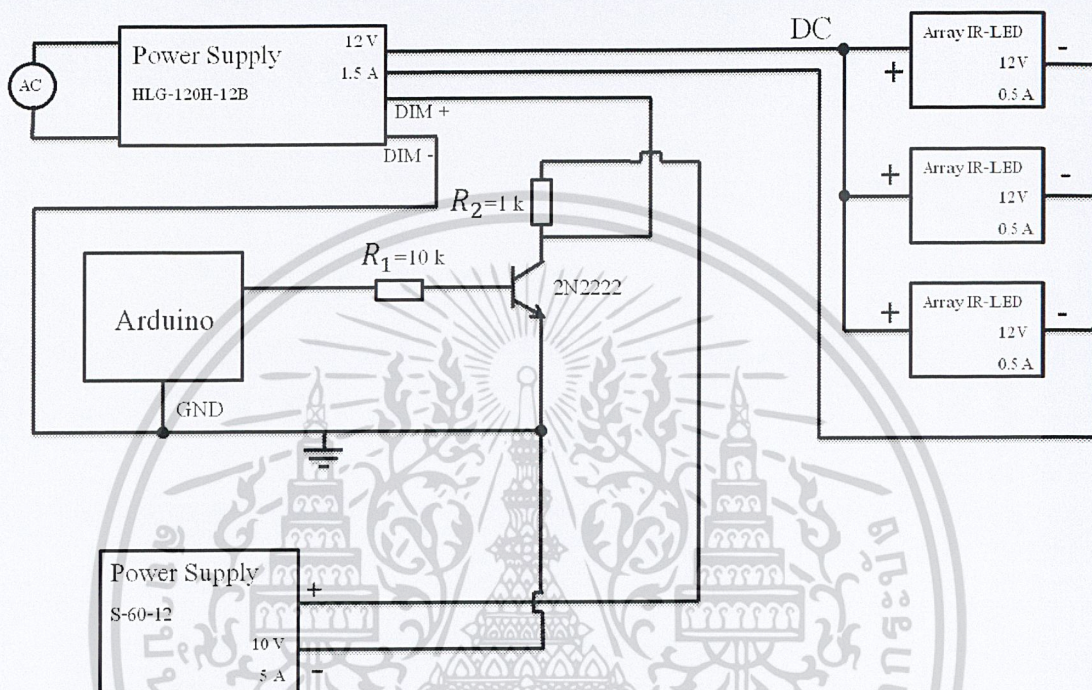 AC
Power Supply
HLG-120H-12B
12 V
1.5 A
DIM +
DIM -
DC
+
Array IR-LED
12V
0.5 A
-
+
Array IR-LED
12V
0.5 A
-
+
Array IR-LED
12V
0.5 A
-
R2=1 k
R1=10 k
2N2222
Arduino
GND
Power Supply
S-60-12
+
10 V
5 A
-